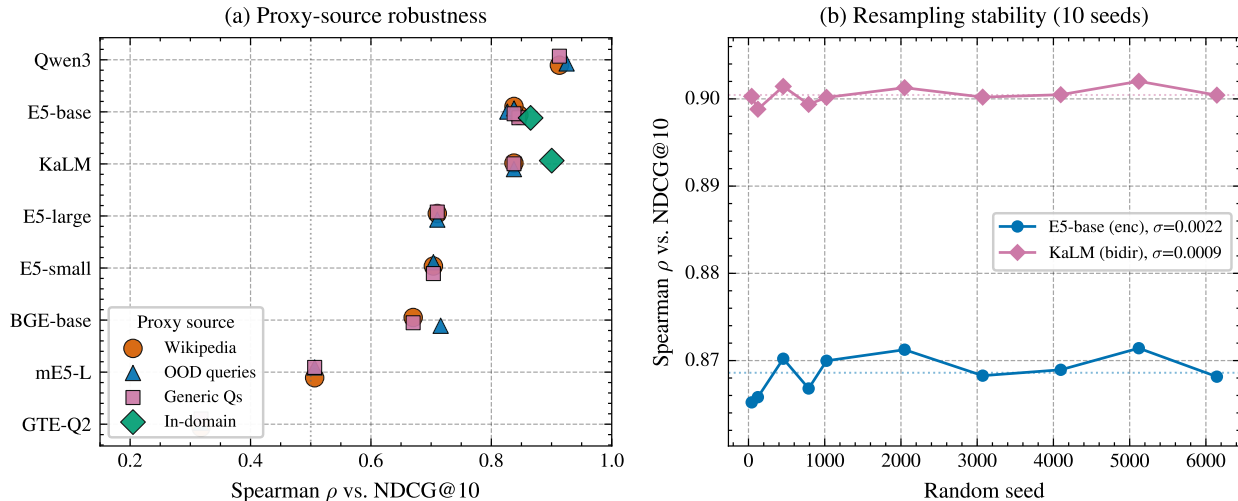 (a) Proxy-source robustness
Qwen3
E5-base
KaLM
E5-large
E5-small
BGE-base
mE5-L
GTE-Q2
Proxy source
Wikipedia
OOD queries
Generic Qs
In-domain
0.2
0.4
0.6
0.8
1.0
Spearman ρ vs. NDCG@10
(b) Resampling stability (10 seeds)
Spearman ρ vs. NDCG@10
0.90
0.89
0.88
0.87
E5-base (enc), σ=0.0022
KaLM (bidir), σ=0.0009
0
1000
2000
3000
4000
5000
6000
Random seed